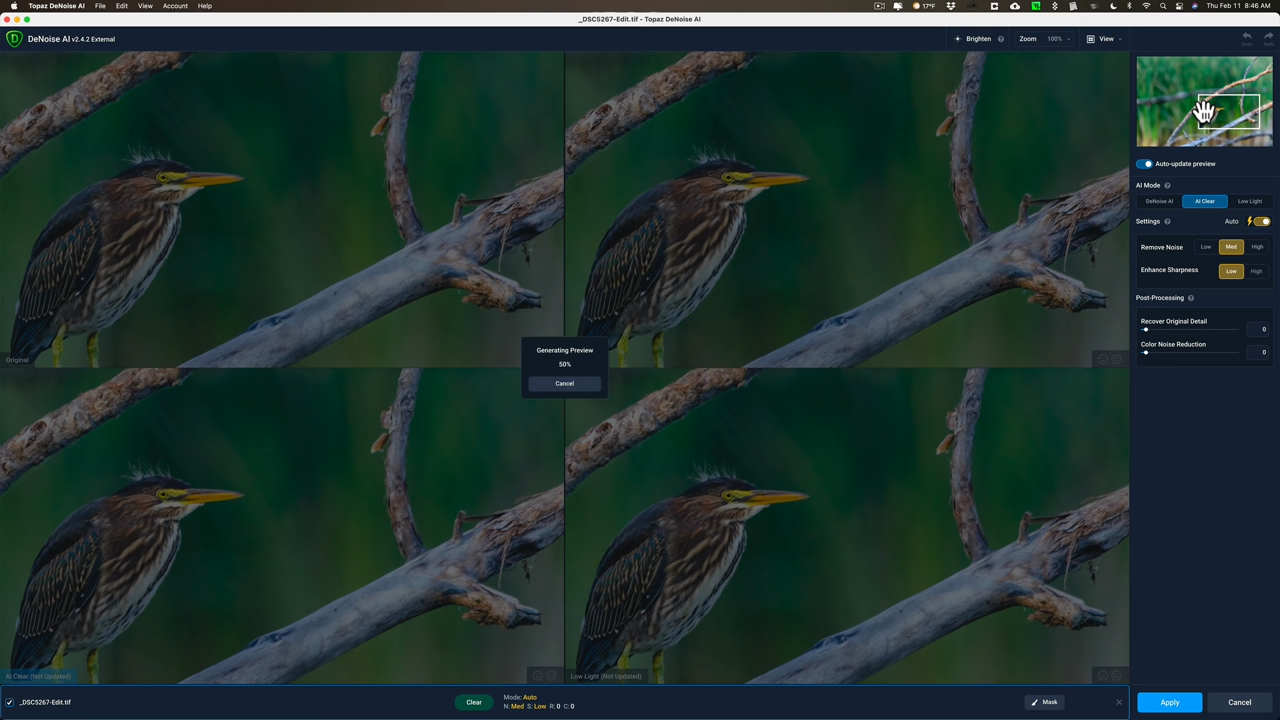 Topaz DeNoise AI File Edit View Account Help 17°F Thu Feb 11 8:46 AM
_DSC5267-Edit.tif - Topaz DeNoise AI
DeNoise AI v2.4.2 External
Brighten
Zoom 100%
View
Undo
Redo
Auto-update preview
AI Mode
DeNoise AI AI Clear Low Light
Settings Auto
Remove Noise Low Med High
Enhance Sharpness Low High
Post-Processing
Recover Original Detail 0
Color Noise Reduction 0
Original
Generating Preview
50%
Cancel
AI Clear (Not Updated)
Low Light (Not Updated)
_DSC5267-Edit.tif
Clear
Mode: Auto
N: Med S: Low R: 0 C: 0
Mask
Apply
Cancel